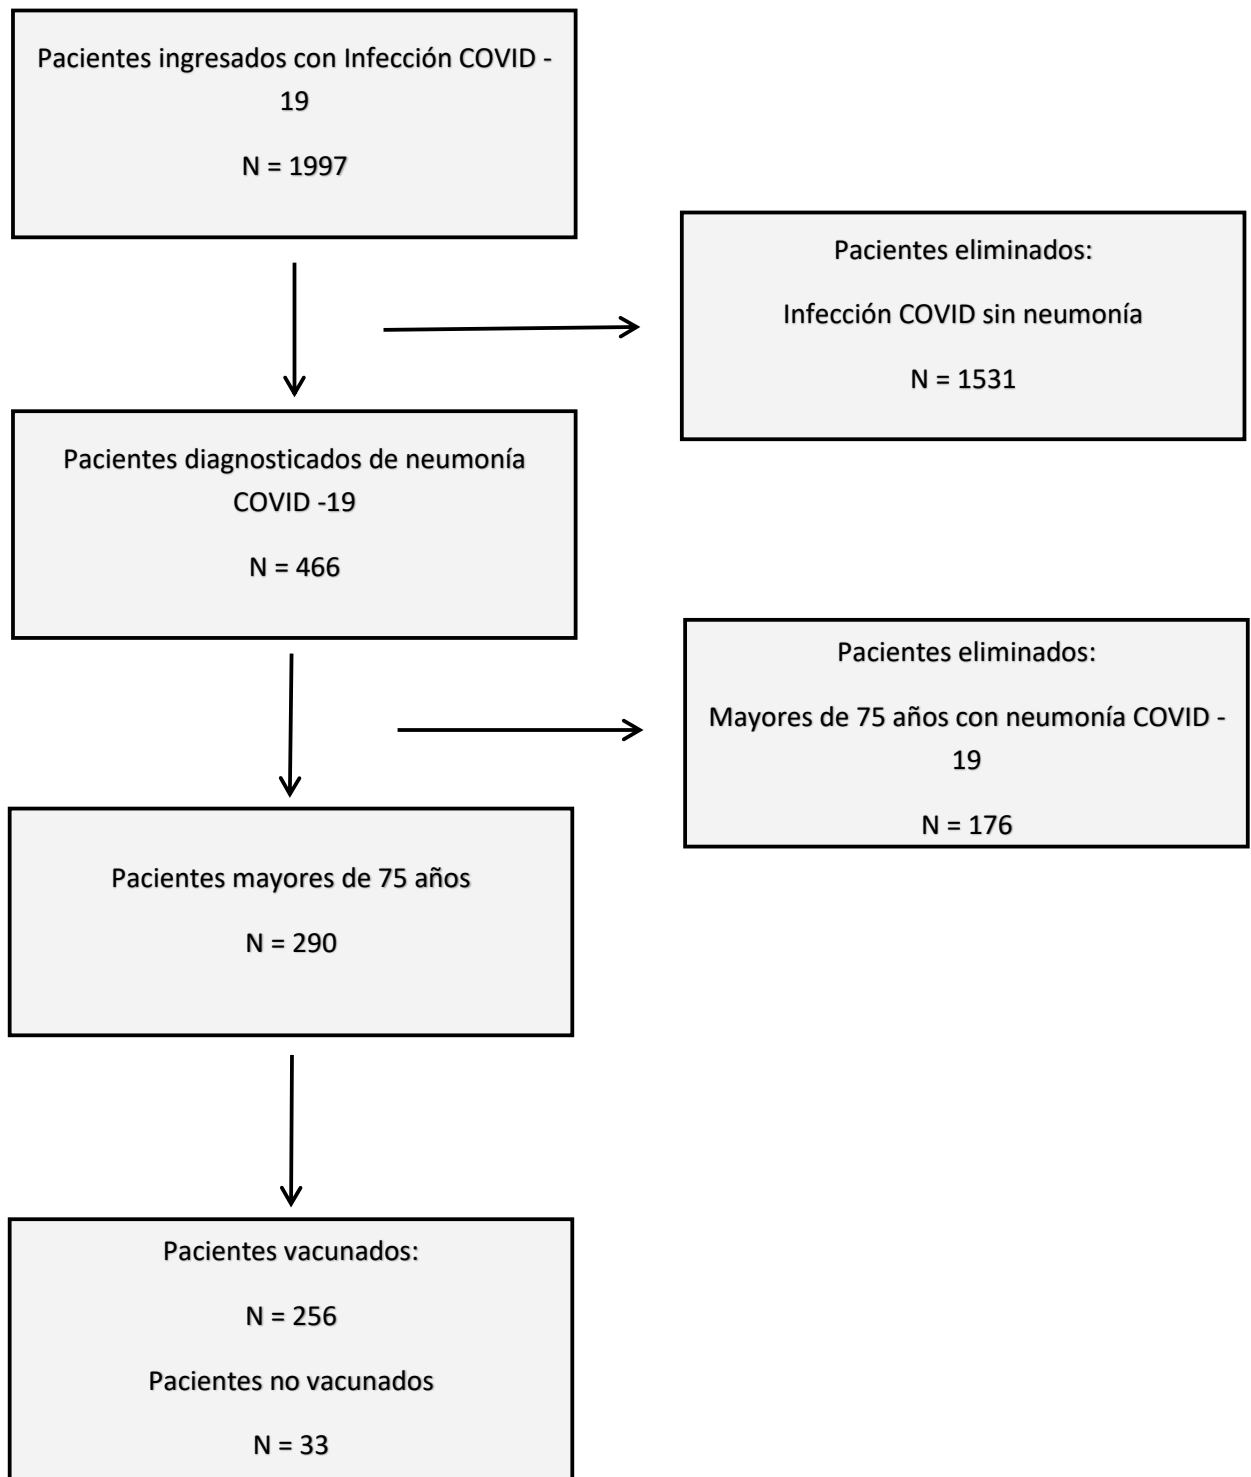 Pacientes ingresados con Infección COVID -
19
N = 1997
Pacientes eliminados:
Infección COVID sin neumonía
N = 1531
Pacientes diagnosticados de neumonía
COVID -19
N = 466
Pacientes eliminados:
Mayores de 75 años con neumonía COVID -
19
N = 176
Pacientes mayores de 75 años
N = 290
Pacientes vacunados:
N = 256
Pacientes no vacunados
N = 33